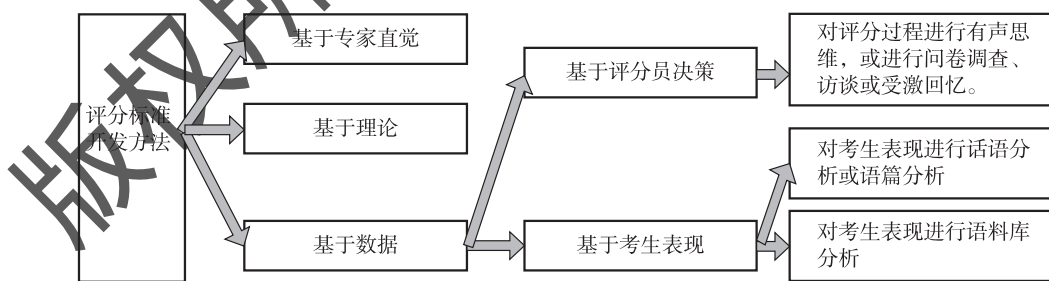 评分标准
开发方法
基于专家直觉
基于理论
基于数据
基于评分员决策
基于考生表现
对评分过程进行有声思
维，或进行问卷调查、
访谈或受激回忆。
对考生表现进行话语分
析或语篇分析
对考生表现进行语料库
分析
版权所